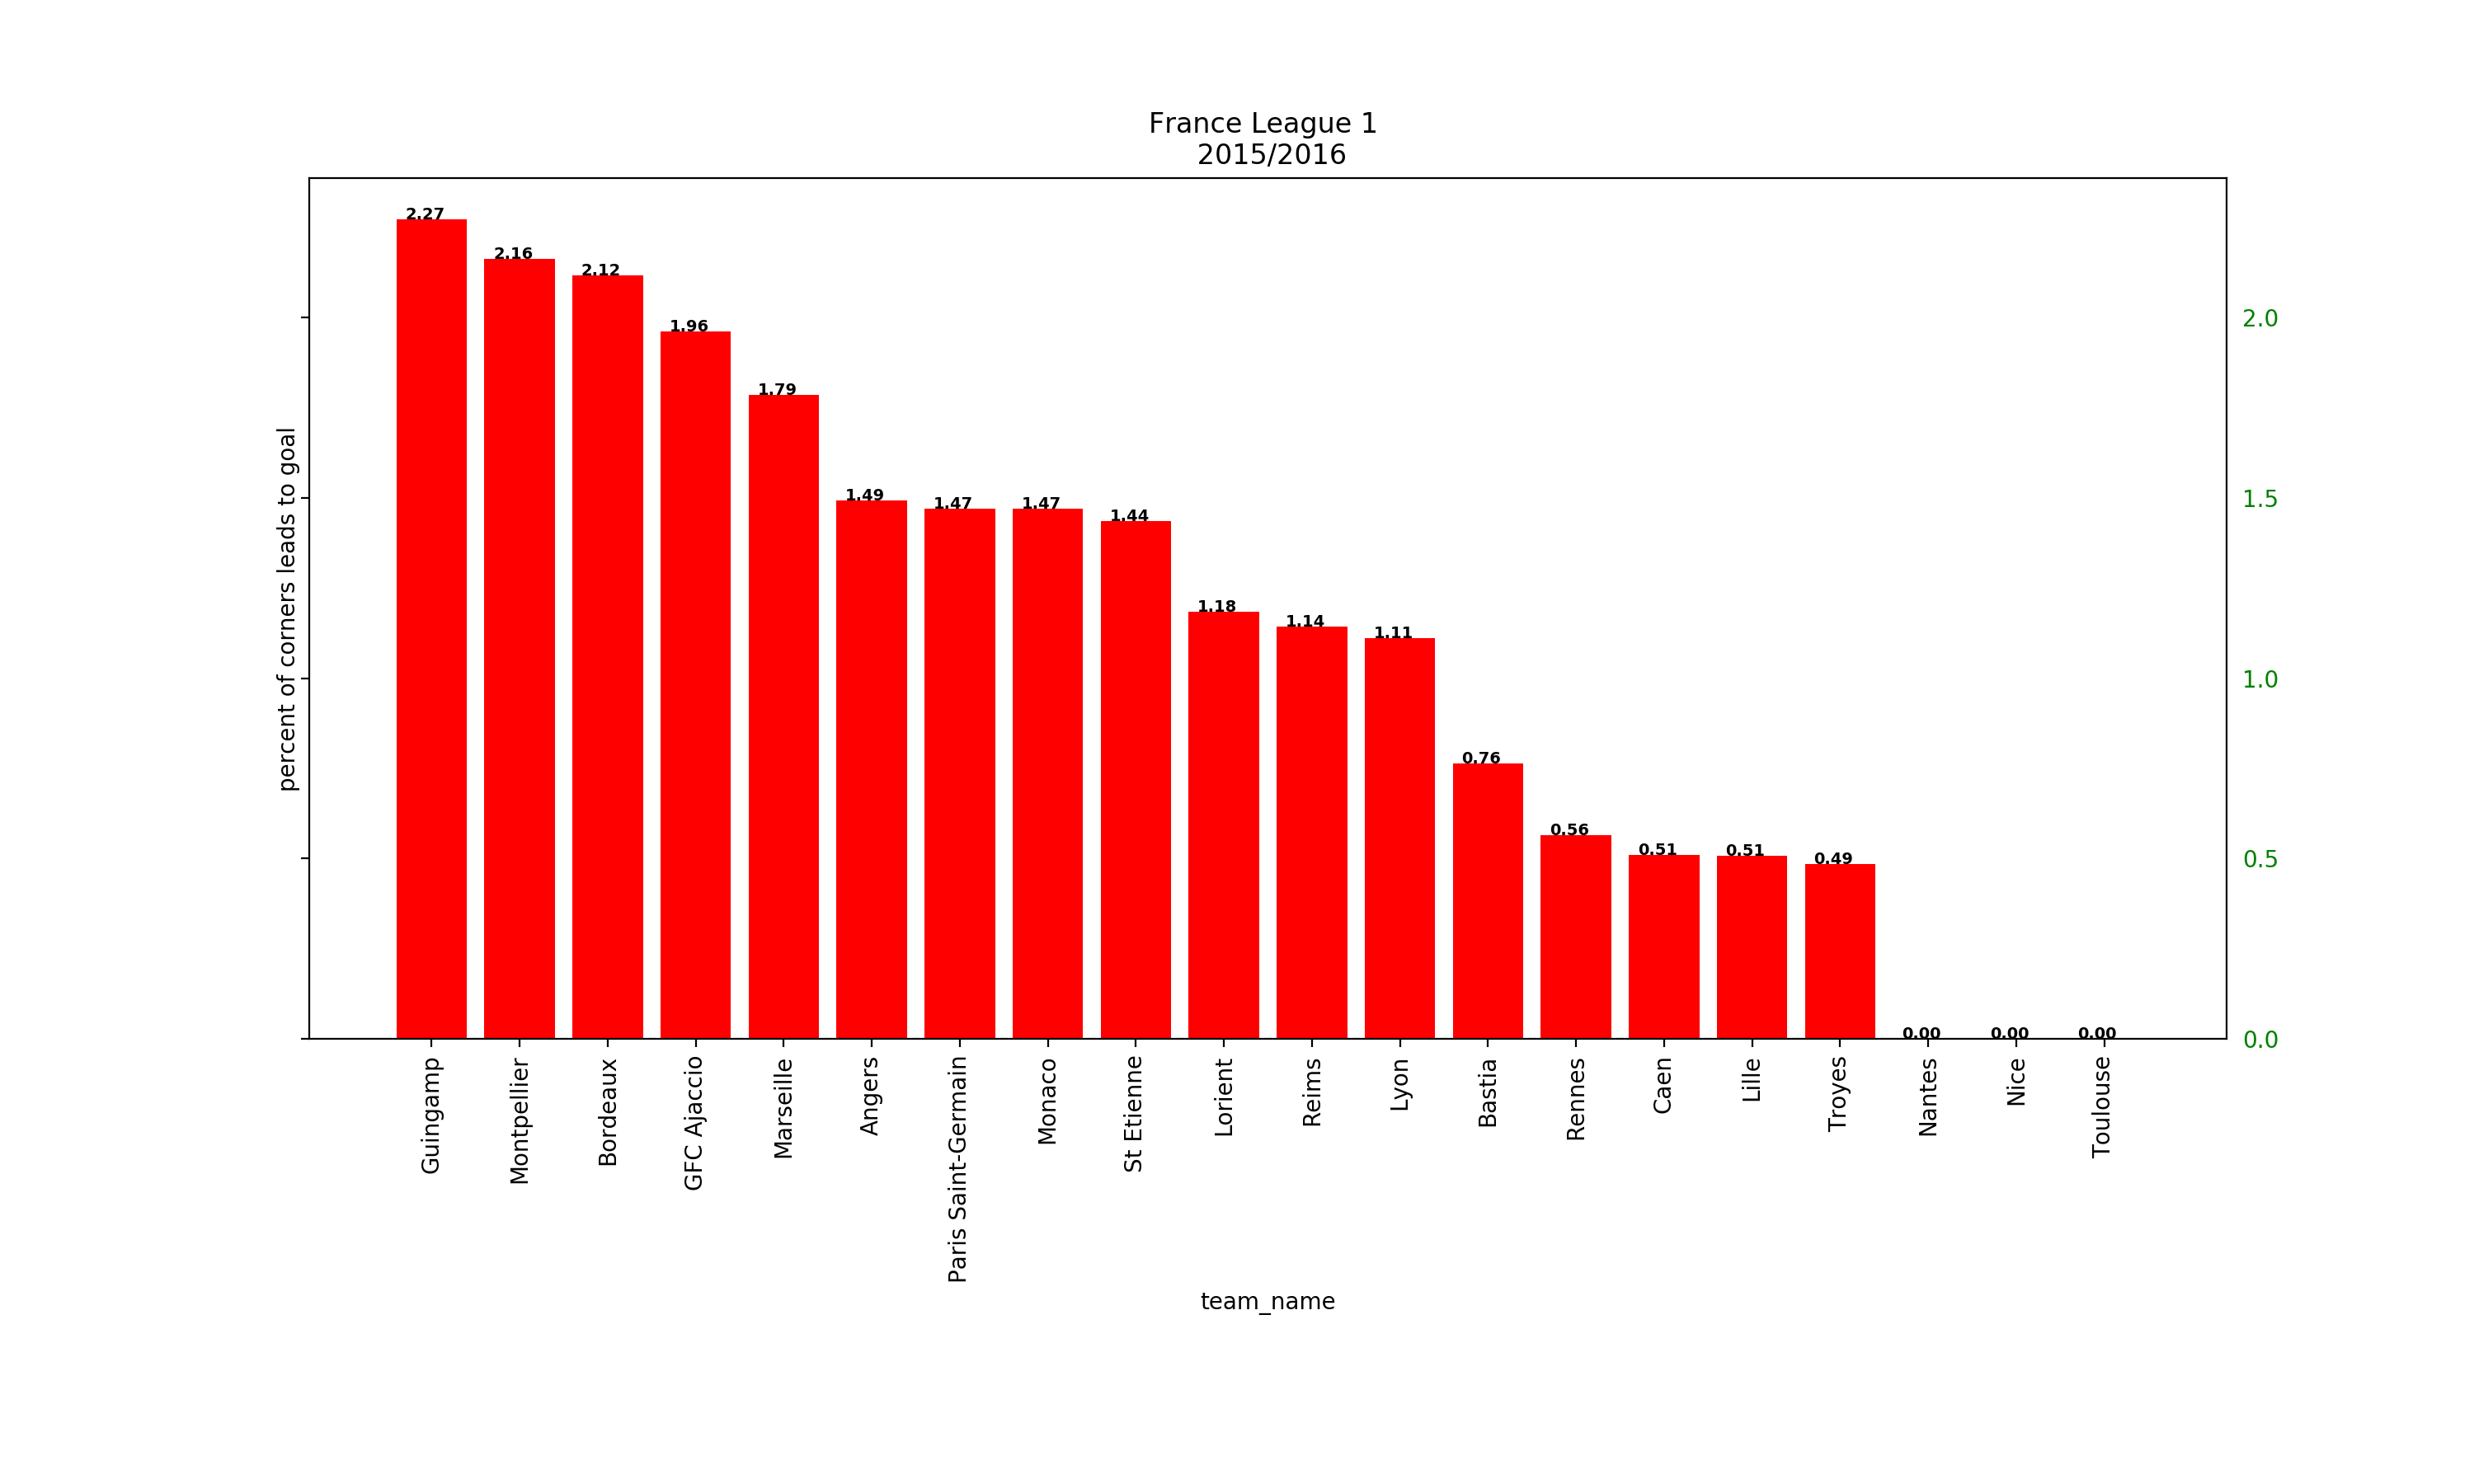 France League 1
2015/2016
percent of corners leads to goal
2.27
2.16
2.12
1.96
1.79
1.49
1.47
1.47
1.44
1.18
1.14
1.11
0.76
0.56
0.51
0.51
0.49
0.00
0.00
0.00
2.0
1.5
1.0
0.5
0.0
Guingamp
Montpellier
Bordeaux
GFC Ajaccio
Marseille
Angers
Paris Saint-Germain
Monaco
St Etienne
Lorient
Reims
Lyon
Bastia
Rennes
Caen
Lille
Troyes
Nantes
Nice
Toulouse
team_name